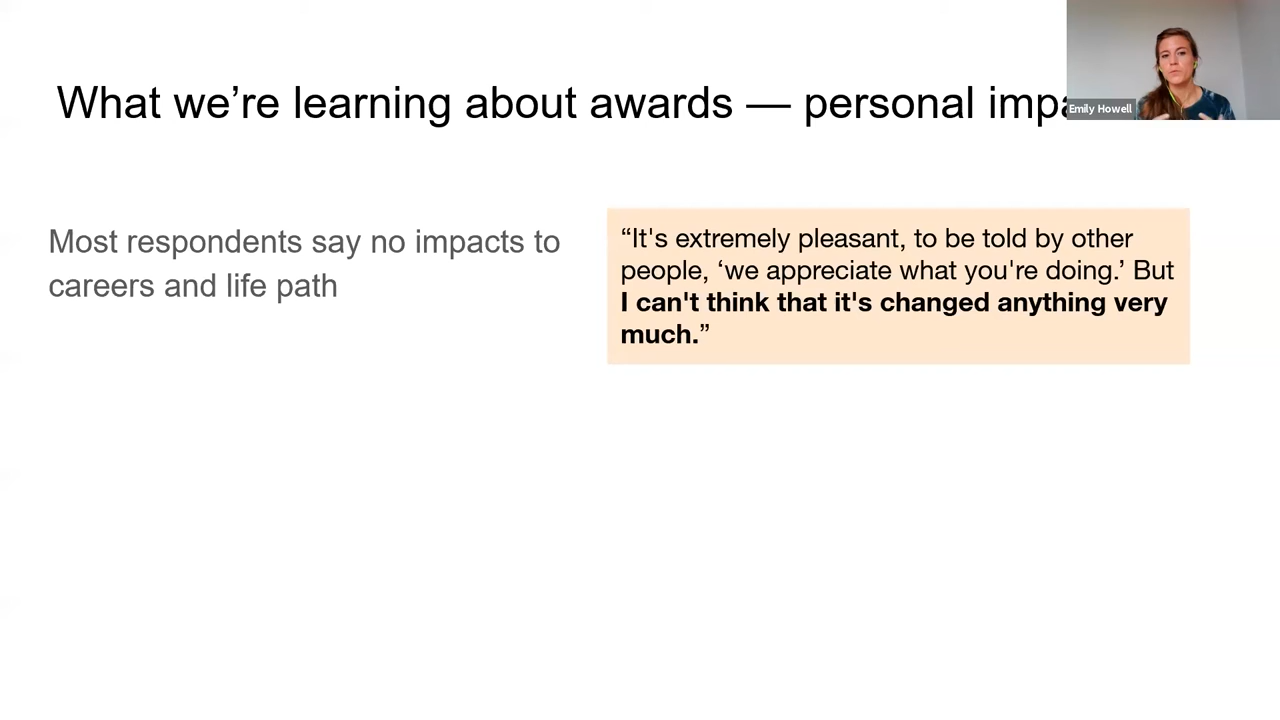 What we’re learning about awards — personal
Emily Howell
Most respondents say no impacts to
careers and life path
“It's extremely pleasant, to be told by other
people, ‘we appreciate what you're doing.’ But
I can't think that it's changed anything very
much.”